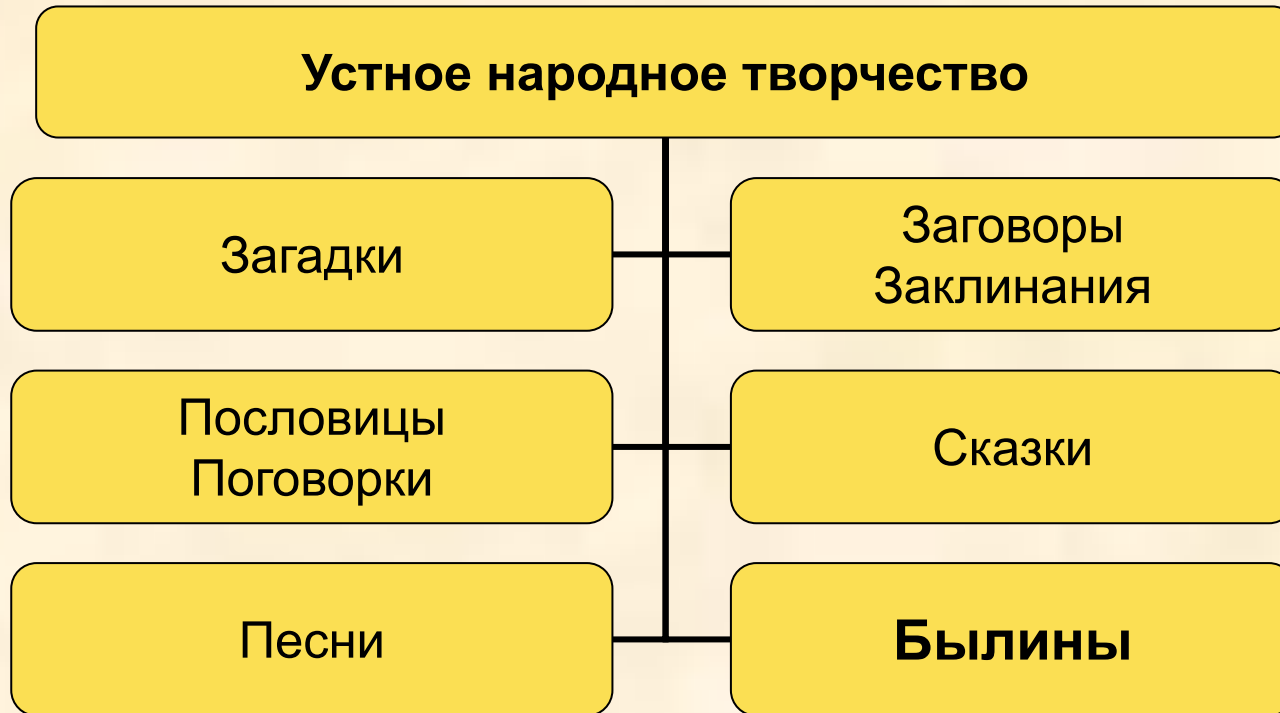 Устное народное творчество
Загадки
Заговоры
Заклинания
Пословицы
Поговорки
Сказки
Песни
Былины